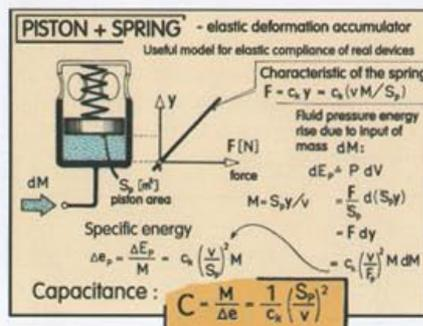 PISTON + SPRING - elastic deformation accumulator
Useful model for elastic compliance of real devices
Characteristic of the spring
F = cₖ y = cₖ (v M / Sₚ)
y
F [N]
force
Fluid pressure energy
rise due to input of
mass dM:
dEₚ = P dV
M = Sₚy/v = F/Sₚ d(Sₚy)
= F dy
= cₖ (v/Fₚ)² M dM
dM
Sₚ [m²]
piston area
Specific energy
Δeₚ = ΔEₚ/M = cₖ (v/Sₚ)² M
Capacitance :
C = M/Δe = 1/cₖ (Sₚ/v)²